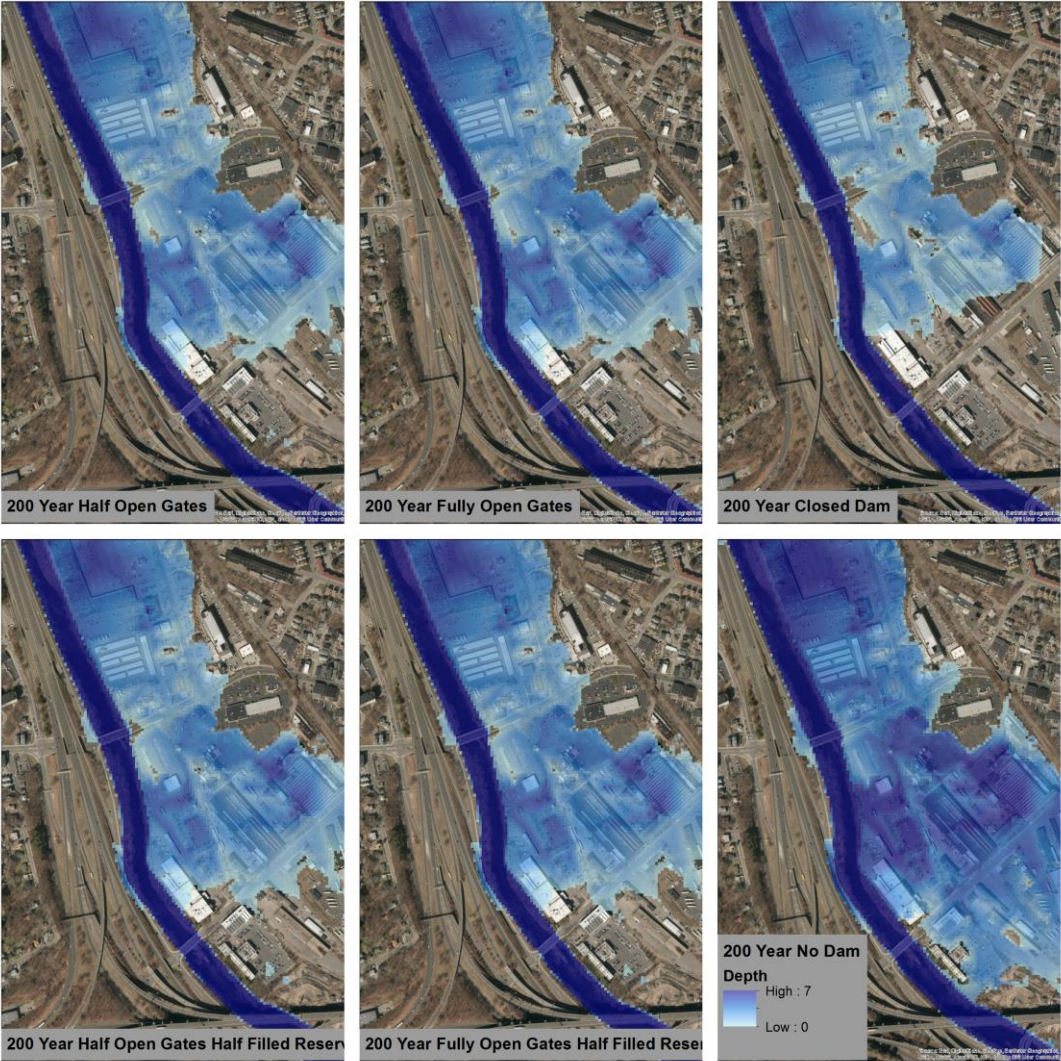 200 Year Half Open Gates
200 Year Fully Open Gates
200 Year Closed Dam
200 Year Half Open Gates Half Filled Reserv
200 Year Fully Open Gates Half Filled Rese
200 Year No Dam
Depth
High : 7
Low : 0